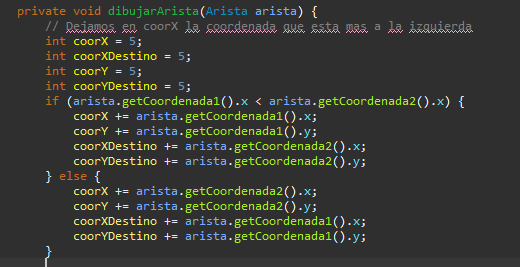 private void dibujarArista(Arista arista) {
// Dejamos en coorX la coordenada que esta mas a la izquierda
int coorX = 5;
int coorXDestino = 5;
int coorY = 5;
int coorYDestino = 5;
if (arista.getCoordenada1().x < arista.getCoordenada2().x) {
coorX += arista.getCoordenada1().x;
coorY += arista.getCoordenada1().y;
coorXDestino += arista.getCoordenada2().x;
coorYDestino += arista.getCoordenada2().y;
} else {
coorX += arista.getCoordenada2().x;
coorY += arista.getCoordenada2().y;
coorXDestino += arista.getCoordenada1().x;
coorYDestino += arista.getCoordenada1().y;
}